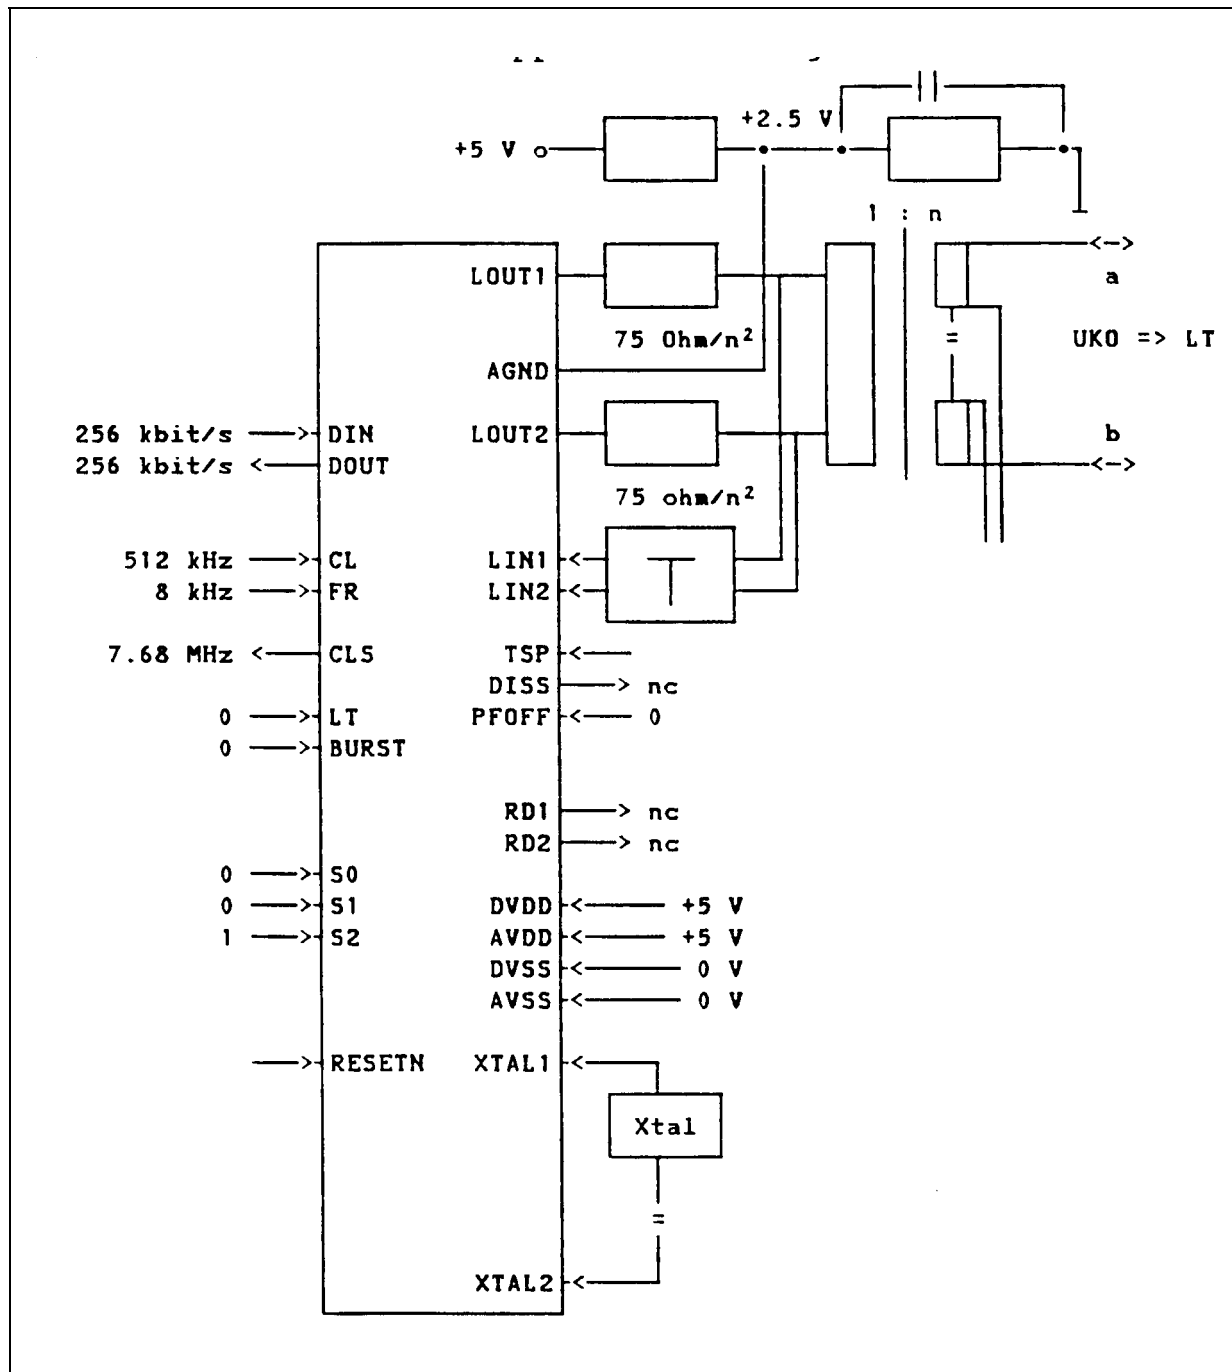 +2.5 V
+5 V
1 : n
LOUT1
a
75 Ohm/n²
UK0 => LT
AGND
256 kbit/s DIN LOUT2 b
256 kbit/s DOUT
75 ohm/n²
512 kHz CL LIN1
8 kHz FR LIN2
7.68 MHz CLS TSP
DISS nc
0 LT PFOFF 0
0 BURST
RD1 nc
RD2 nc
0 S0
0 S1 DVDD +5 V
1 S2 AVDD +5 V
DVSS 0 V
AVSS 0 V
RESETN XTAL1
Xtal
XTAL2